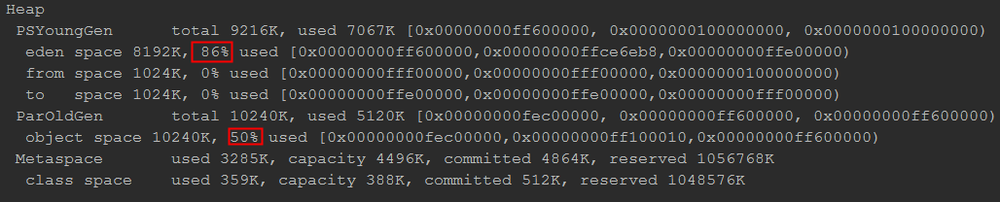 Heap
PSYoungGen      total 9216K, used 7067K [0x00000000ff600000, 0x0000000100000000, 0x0000000100000000)
eden space 8192K, 86% used [0x00000000ff600000,0x00000000ffce6eb8,0x00000000ffe00000)
from space 1024K, 0% used [0x00000000fff00000,0x00000000fff00000,0x0000000100000000)
to   space 1024K, 0% used [0x00000000ffe00000,0x00000000ffe00000,0x00000000fff00000)
ParOldGen       total 10240K, used 5120K [0x00000000fec00000, 0x00000000ff600000, 0x00000000ff600000)
object space 10240K, 50% used [0x00000000fec00000,0x00000000ff100010,0x00000000ff600000)
Metaspace       used 3285K, capacity 4496K, committed 4864K, reserved 1056768K
class space    used 359K, capacity 388K, committed 512K, reserved 1048576K